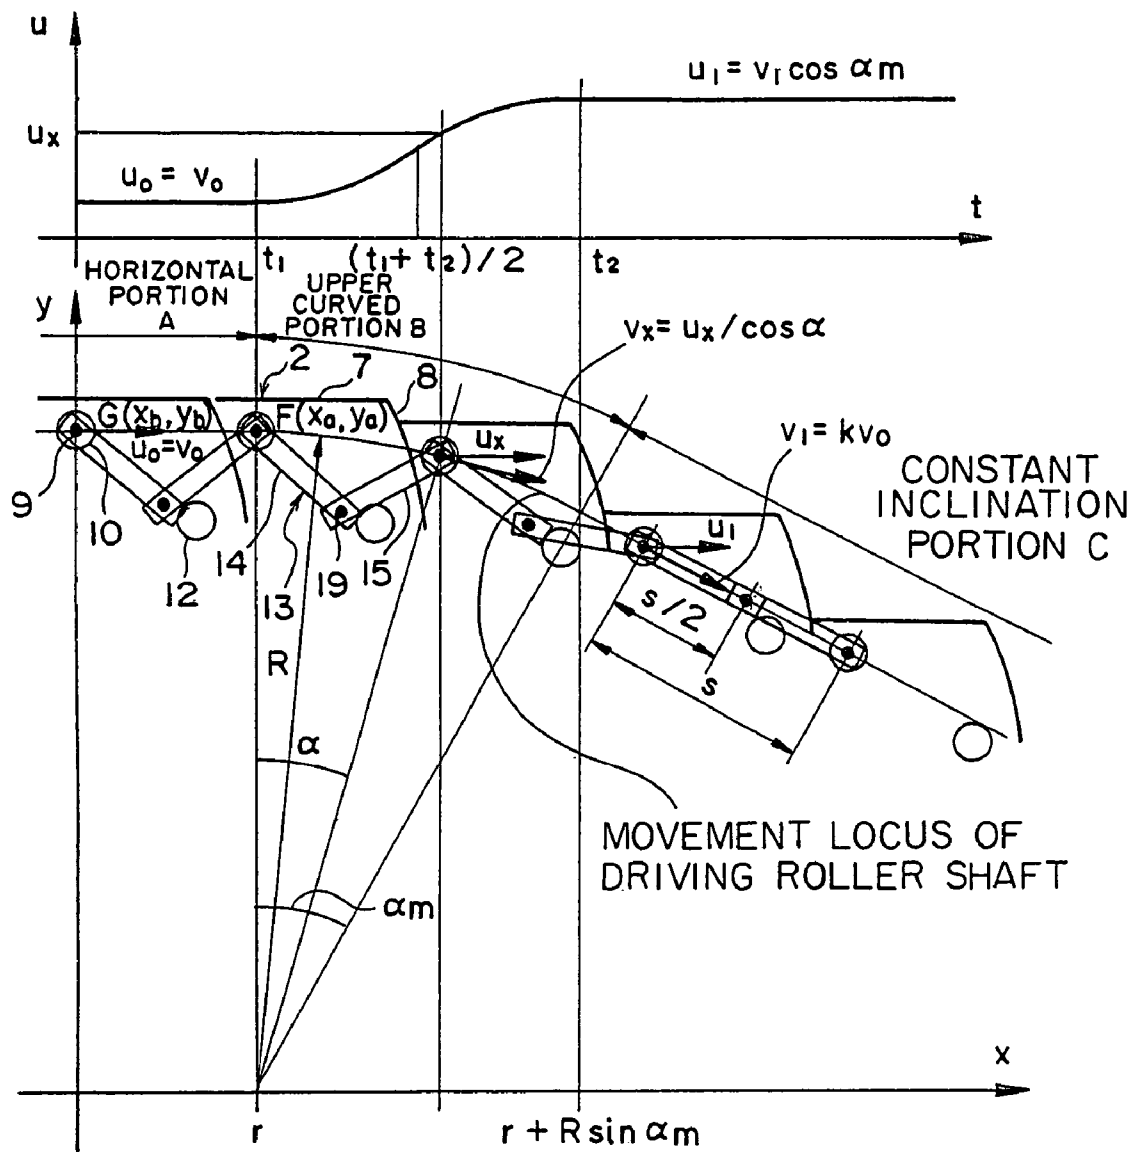 u
u₁ = v₁ cos αm
uₓ
u₀ = v₀
t
t₁
(t₁ + t₂)/2
t₂
HORIZONTAL
PORTION
A
UPPER
CURVED
PORTION B
y
vₓ = uₓ/cos α
2
7
8
G(x_b, y_b)
F(x_a, y_a)
u₀=v₀
uₓ
v₁ = kv₀
CONSTANT
INCLINATION
PORTION C
9
10
12
14
13
19
15
u₁
s/2
s
R
α
MOVEMENT LOCUS OF
DRIVING ROLLER SHAFT
αm
x
r
r + R sin αm